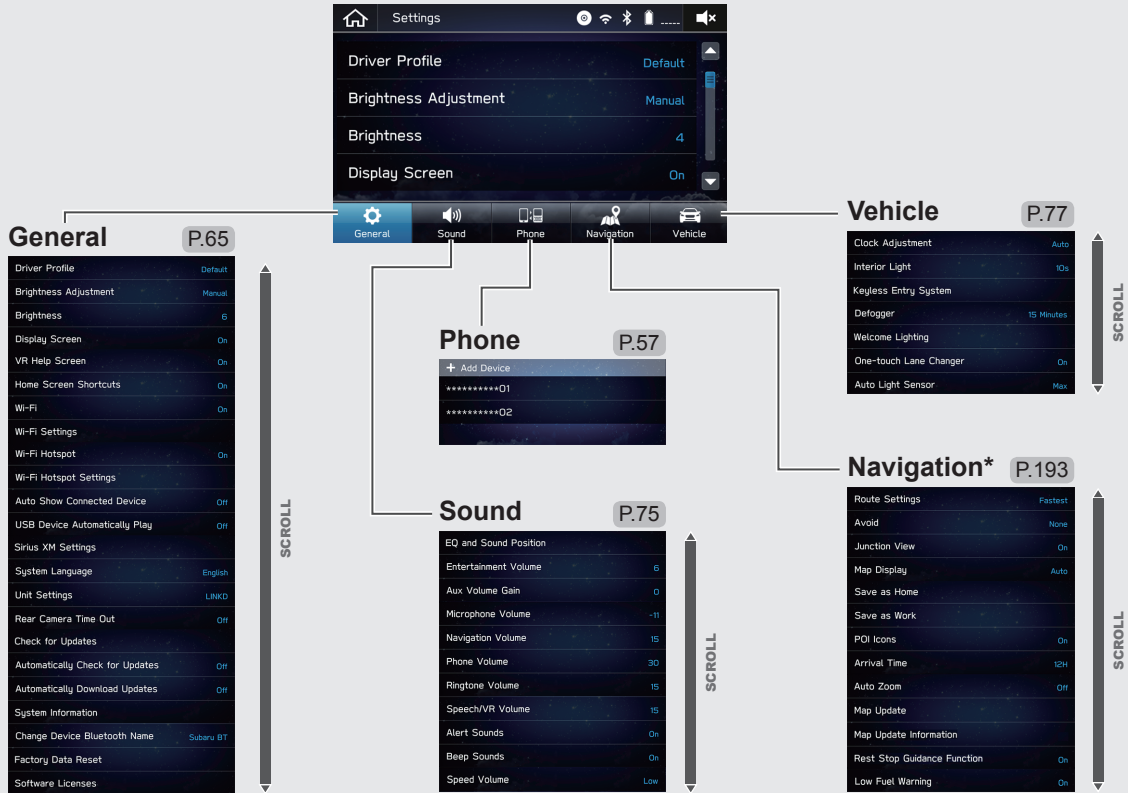 Settings -----
Driver Profile Default
Brightness Adjustment Manual
Brightness 4
Display Screen On
General Sound Phone Navigation Vehicle
General P.65
Driver Profile Default
Brightness Adjustment Manual
Brightness 6
Display Screen On
VR Help Screen On
Home Screen Shortcuts On
Wi-Fi On
Wi-Fi Settings
Wi-Fi Hotspot On
Wi-Fi Hotspot Settings
Auto Show Connected Device Off
USB Device Automatically Play Off
Sirius XM Settings
System Language English
Unit Settings LINKD
Rear Camera Time Out Off
Check for Updates
Automatically Check for Updates Off
Automatically Download Updates Off
System Information
Change Device Bluetooth Name Subaru BT
Factory Data Reset
Software Licenses
SCROLL
Phone P.57
+ Add Device
**********01
**********02
Sound P.75
EQ and Sound Position
Entertainment Volume 6
Aux Volume Gain 0
Microphone Volume -11
Navigation Volume 15
Phone Volume 30
Ringtone Volume 15
Speech/VR Volume 15
Alert Sounds On
Beep Sounds On
Speed Volume Low
SCROLL
Vehicle P.77
Clock Adjustment Auto
Interior Light 10s
Keyless Entry System
Defogger 15 Minutes
Welcome Lighting
One-touch Lane Changer On
Auto Light Sensor Max
SCROLL
Navigation* P.193
Route Settings Fastest
Avoid None
Junction View On
Map Display Auto
Save as Home
Save as Work
POI Icons On
Arrival Time 12H
Auto Zoom Off
Map Update
Map Update Information
Rest Stop Guidance Function On
Low Fuel Warning On
SCROLL